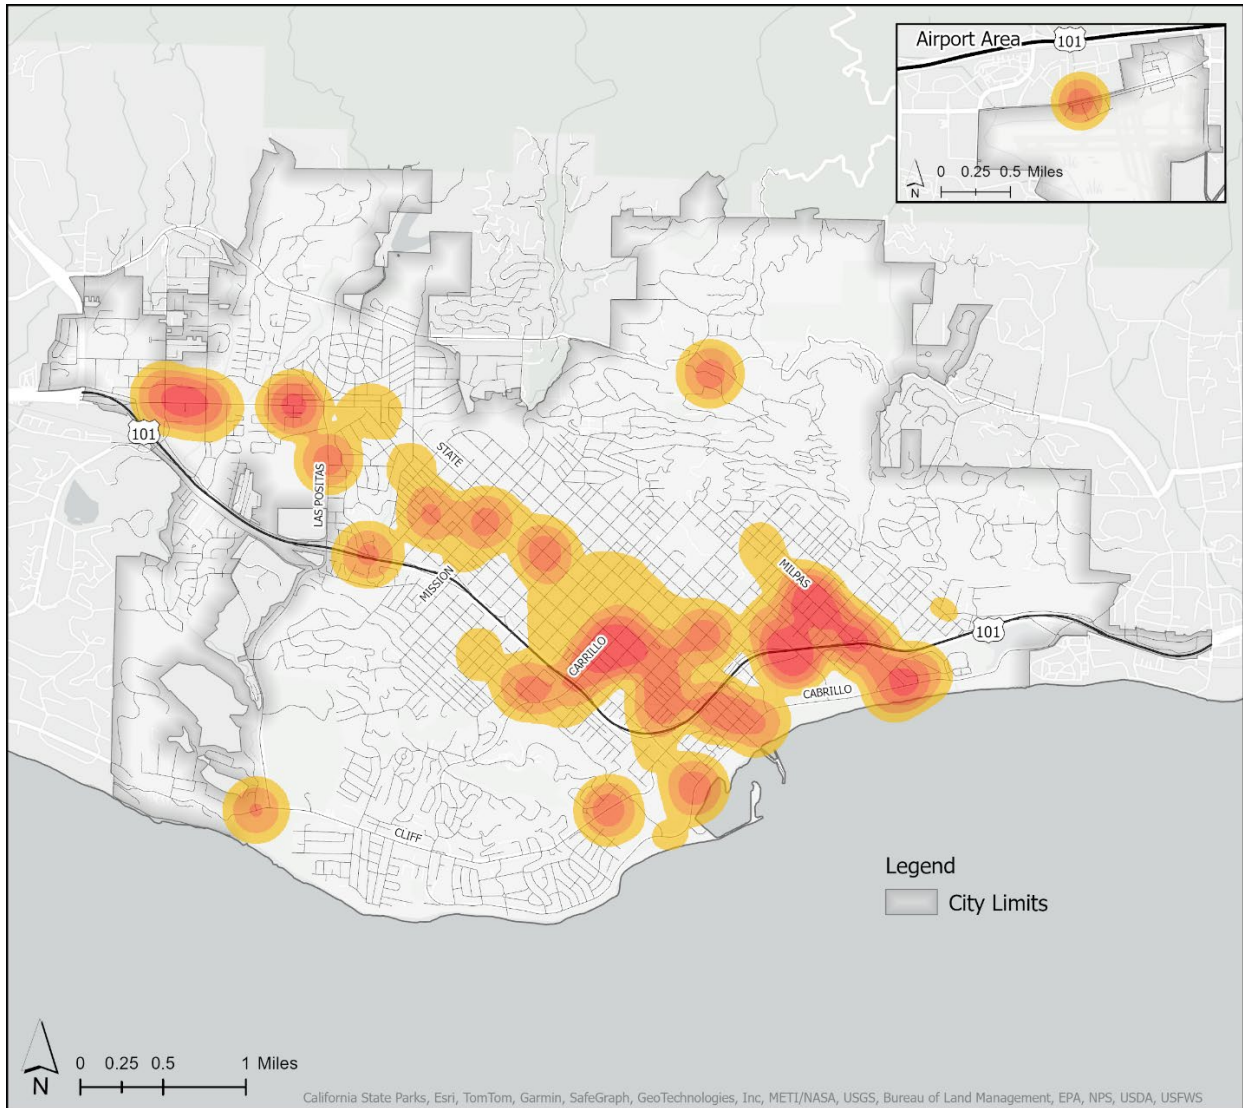 Airport Area
101
0 0.25 0.5 Miles
N
101
STATE
LAS POSITAS
MISSION
MILPAS
101
CARRILLO
CABRILLO
CLIFF
Legend
City Limits
0 0.25 0.5 1 Miles
N
California State Parks, Esri, TomTom, Garmin, SafeGraph, GeoTechnologies, Inc, METI/NASA, USGS, Bureau of Land Management, EPA, NPS, USDA, USFWS